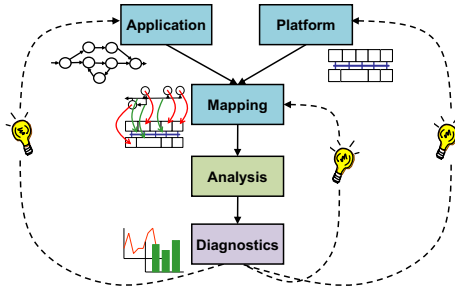 Application
Platform
Mapping
Analysis
Diagnostics